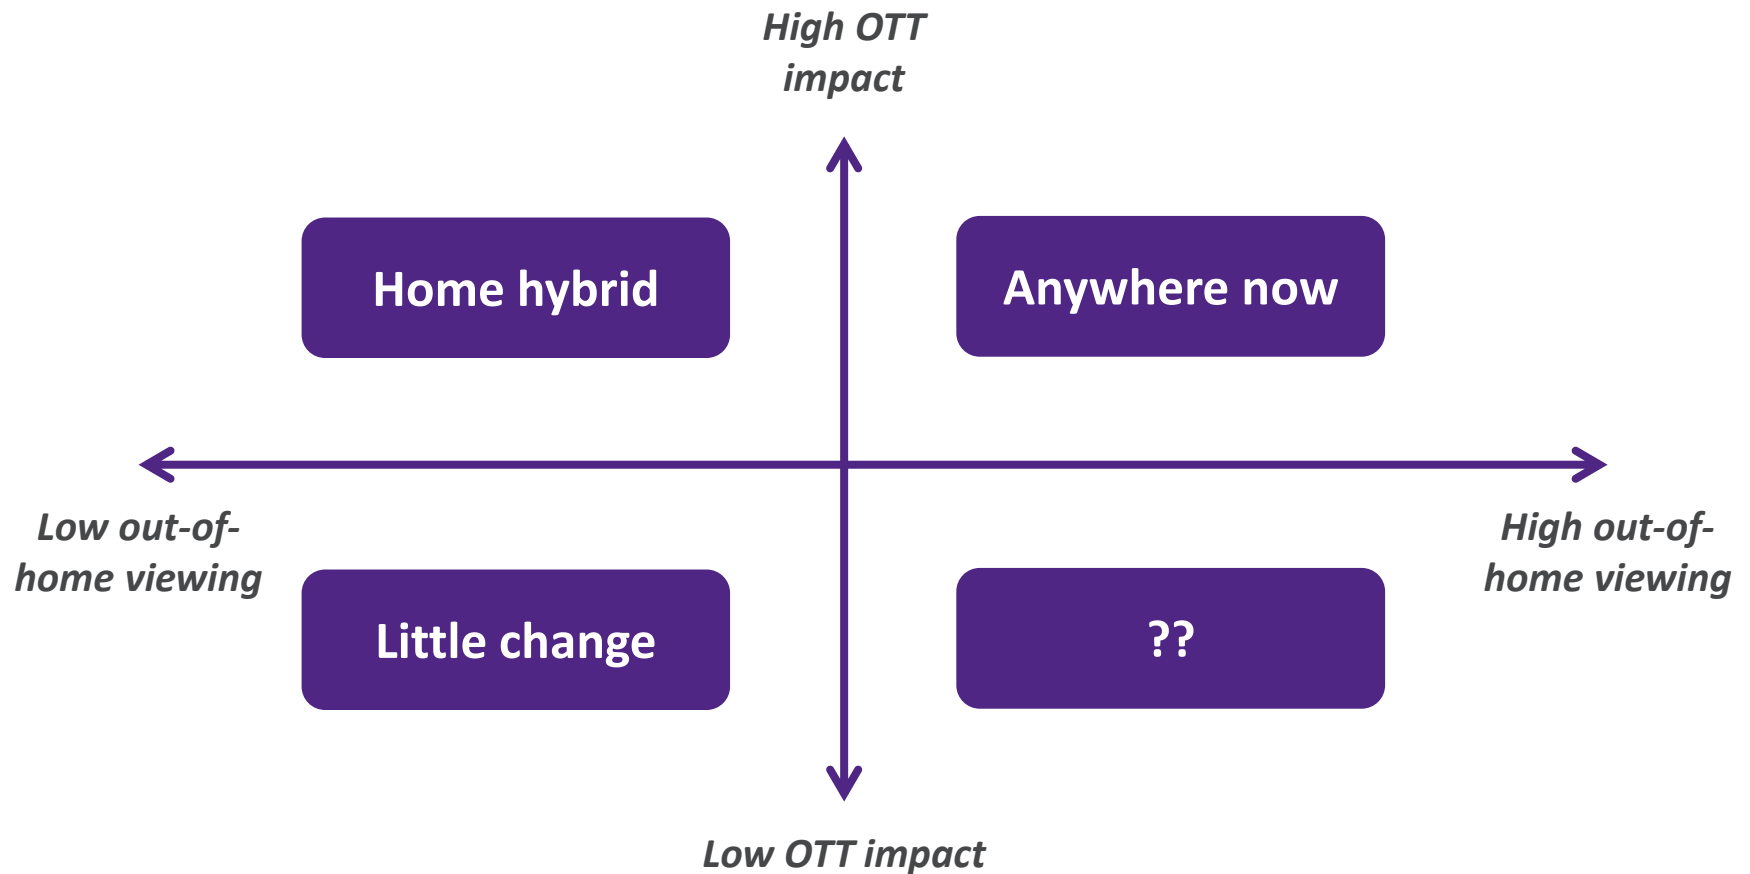 High OTT
impact
Home hybrid
Anywhere now
Low out-of-
home viewing
High out-of-
home viewing
Little change
??
Low OTT impact